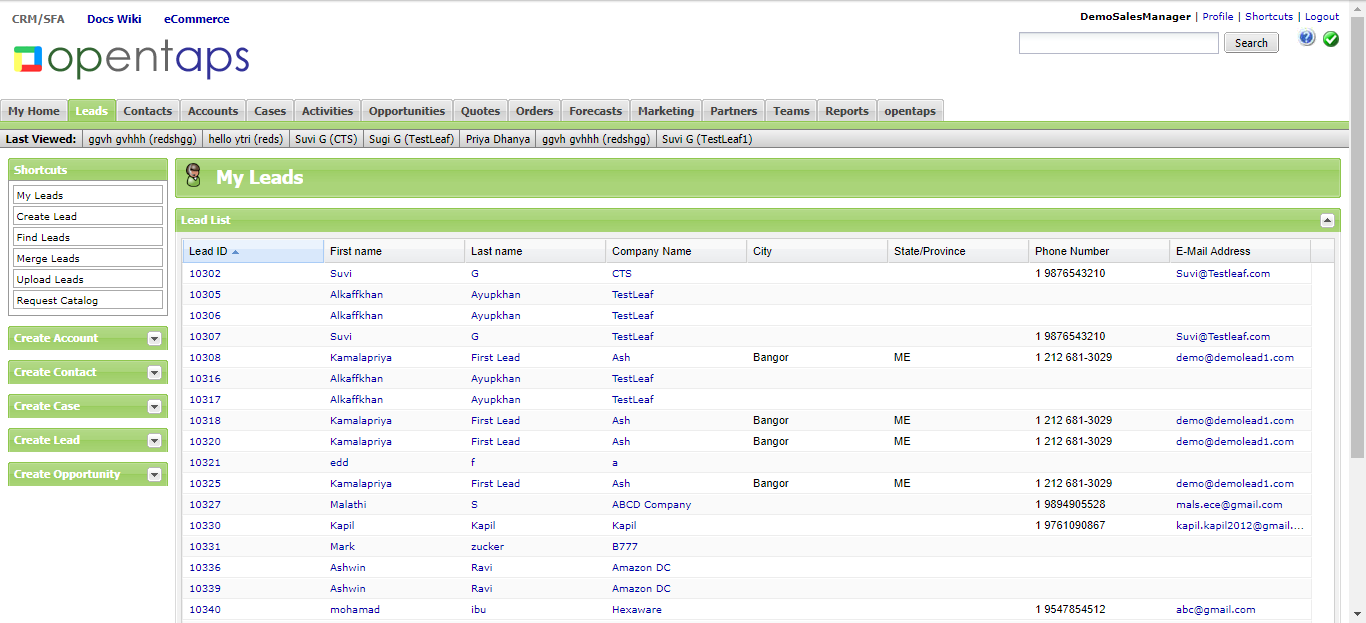 CRM/SFA Docs Wiki eCommerce
DemoSalesManager | Profile | Shortcuts | Logout
opentaps
Search
My Home Leads Contacts Accounts Cases Activities Opportunities Quotes Orders Forecasts Marketing Partners Teams Reports opentaps
Last Viewed: ggvh gvhhh (redshgg) hello ytri (reds) Suvi G (CTS) Sugi G (TestLeaf) Priya Dhanya ggvh gvhhh (redshgg) Suvi G (TestLeaf1)
Shortcuts
My Leads
Create Lead
Find Leads
Merge Leads
Upload Leads
Request Catalog
Create Account
Create Contact
Create Case
Create Lead
Create Opportunity
My Leads
Lead List
Lead ID First name Last name Company Name City State/Province Phone Number E-Mail Address
10302 Suvi G CTS 1 9876543210 Suvi@Testleaf.com
10305 Alkaffkhan Ayupkhan TestLeaf
10306 Alkaffkhan Ayupkhan TestLeaf
10307 Suvi G TestLeaf 1 9876543210 Suvi@Testleaf.com
10308 Kamalapriya First Lead Ash Bangor ME 1 212 681-3029 demo@demolead1.com
10316 Alkaffkhan Ayupkhan TestLeaf
10317 Alkaffkhan Ayupkhan TestLeaf
10318 Kamalapriya First Lead Ash Bangor ME 1 212 681-3029 demo@demolead1.com
10320 Kamalapriya First Lead Ash Bangor ME 1 212 681-3029 demo@demolead1.com
10321 edd f a
10325 Kamalapriya First Lead Ash Bangor ME 1 212 681-3029 demo@demolead1.com
10327 Malathi S ABCD Company 1 9894905528 mals.ece@gmail.com
10330 Kapil Kapil Kapil 1 9761090867 kapil.kapil2012@gmail....
10331 Mark zucker B777
10336 Ashwin Ravi Amazon DC
10339 Ashwin Ravi Amazon DC
10340 mohamad ibu Hexaware 1 9547854512 abc@gmail.com